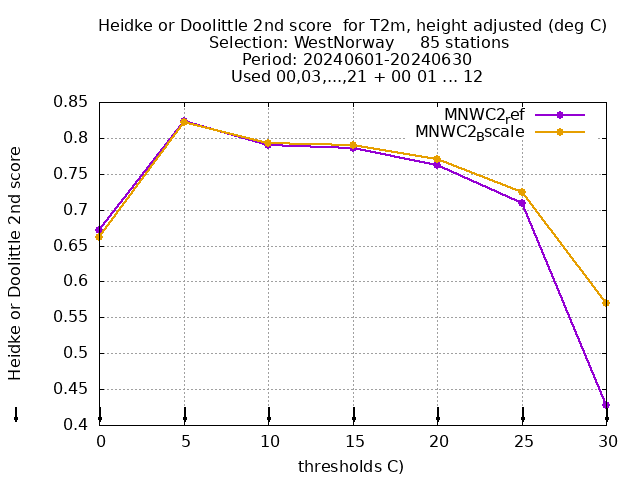 Heidke or Doolittle 2nd score  for T2m, height adjusted (deg C)
Selection: WestNorway     85 stations
Period: 20240601-20240630
Used 00,03,...,21 + 00 01 ... 12
MNWC2ref
MNWC2Bscale
Heidke or Doolittle 2nd score
0.85
0.8
0.75
0.7
0.65
0.6
0.55
0.5
0.45
0.4
0 5 10 15 20 25 30
thresholds C)